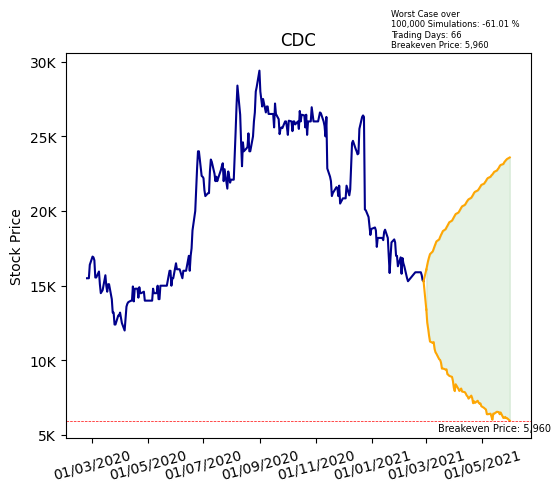 Worst Case over
100,000 Simulations: -61.01 %
Trading Days: 66
Breakeven Price: 5,960
CDC
Stock Price
30K
25K
20K
15K
10K
5K
Breakeven Price: 5,960
01/03/2020
01/05/2020
01/07/2020
01/09/2020
01/11/2020
01/01/2021
01/03/2021
01/05/2021